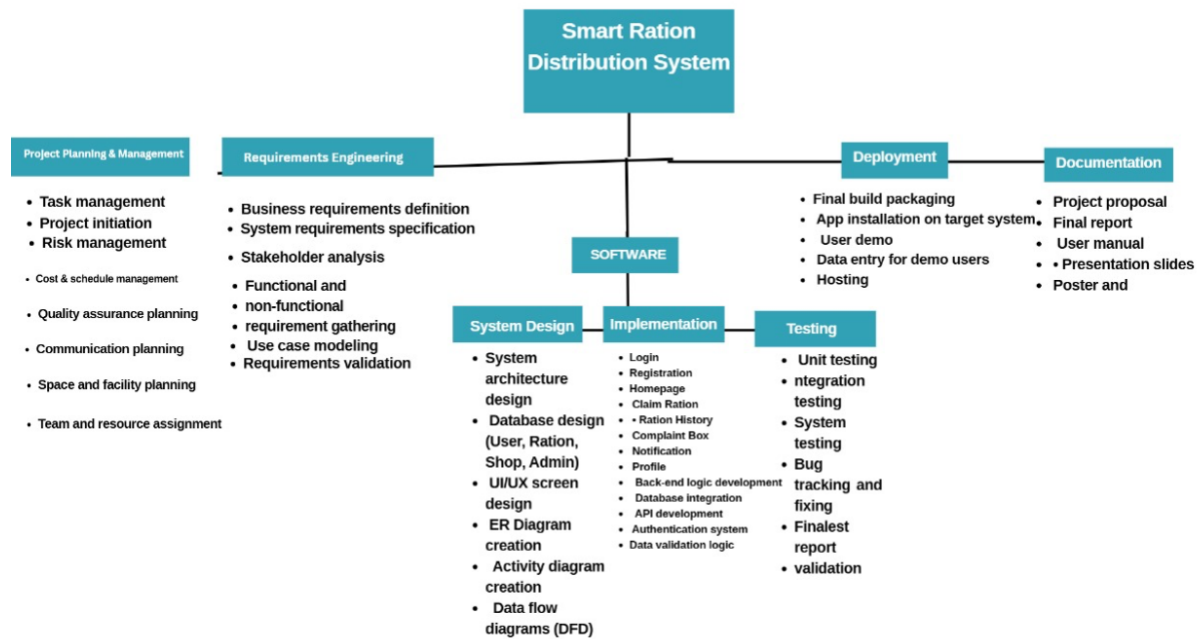 Smart Ration
Distribution System
Project Planning & Management
• Task management
• Project initiation
• Risk management
• Cost & schedule management
• Quality assurance planning
• Communication planning
• Space and facility planning
• Team and resource assignment
Requirements Engineering
• Business requirements definition
• System requirements specification
• Stakeholder analysis
• Functional and
• non-functional
• requirement gathering
• Use case modeling
• Requirements validation
SOFTWARE
System Design
• System
architecture
design
• Database design
(User, Ration,
Shop, Admin)
• UI/UX screen
design
• ER Diagram
creation
• Activity diagram
creation
• Data flow
diagrams (DFD)
Implementation
• Login
• Registration
• Homepage
• Claim Ration
• • Ration History
• Complaint Box
• Notification
• Profile
• Back-end logic development
• Database integration
• API development
• Authentication system
• Data validation logic
Testing
• Unit testing
• ntegration
testing
• System
testing
• Bug
tracking and
fixing
• Finalest
report
• validation
Deployment
• Final build packaging
• App installation on target system
• User demo
• Data entry for demo users
• Hosting
Documentation
• Project proposal
• Final report
• User manual
• • Presentation slides
• Poster and